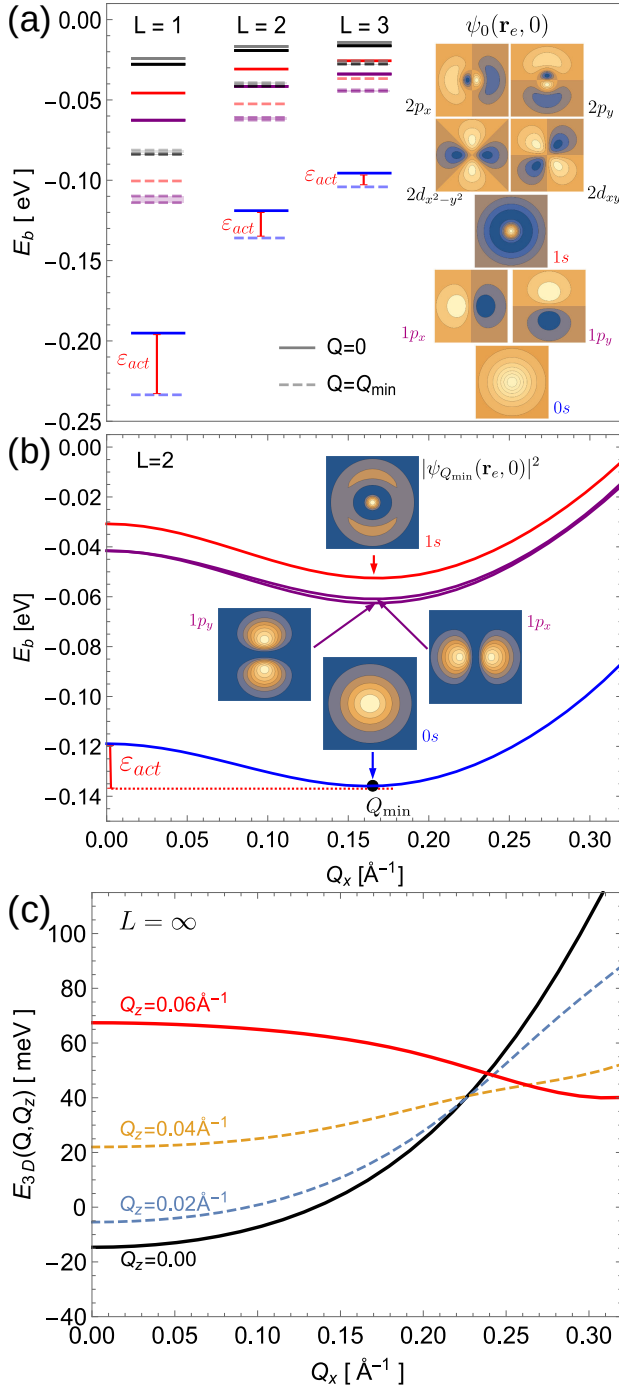 (a)
L = 1
L = 2
L = 3
ψ₀(rₑ, 0)
0.00
−0.05
−0.10
−0.15
−0.20
−0.25
E_b [ eV]
ε_act
ε_act
ε_act
Q=0
Q=Q_min
2p_x
2p_y
2d_{x²−y²}
2d_{xy}
1s
1p_x
1p_y
0s
(b)
L=2
|ψ_{Q_min}(rₑ, 0)|²
1s
1p_y
1p_x
0s
ε_act
Q_min
0.00
−0.02
−0.04
−0.06
−0.08
−0.10
−0.12
−0.14
E_b [eV]
0.00 0.05 0.10 0.15 0.20 0.25 0.30
Q_x [Å⁻¹]
(c)
L = ∞
Q_z=0.06Å⁻¹
Q_z=0.04Å⁻¹
Q_z=0.02Å⁻¹
Q_z=0.00
100
80
60
40
20
0
−20
−40
E_{3D}(Q,Q_z) [ meV]
0.00 0.05 0.10 0.15 0.20 0.25 0.30
Q_x [Å⁻¹]